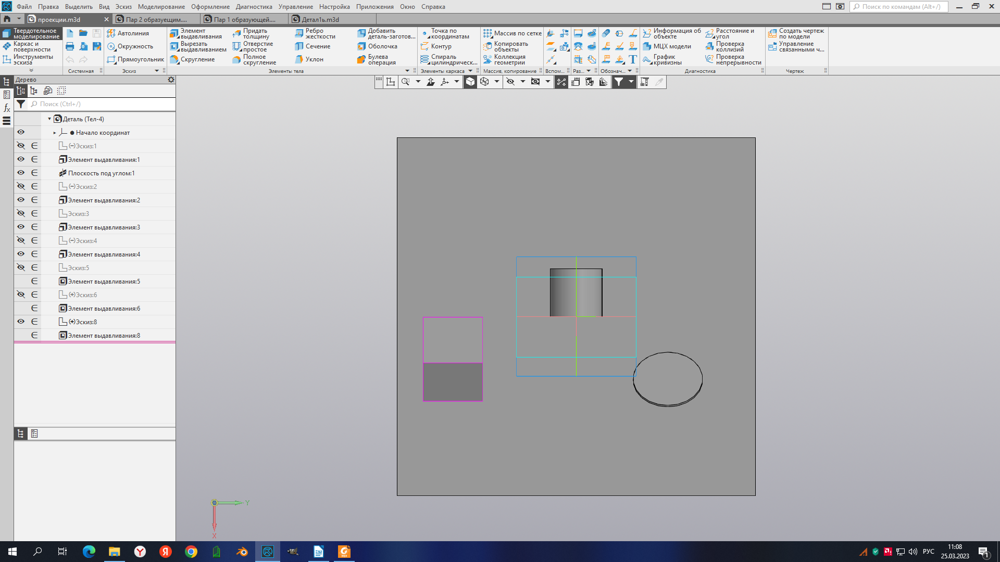 Файл Правка Выделить Вид Эскиз Моделирование Оформление Диагностика Управление Настройка Приложения Окно Справка
Поиск по командам (Alt+/)
проекции.m3d
Пар 2 образуещим....
Пар 1 образующей....
Детал1ь.m3d
Твердотельное
моделирование
Каркас и
поверхности
Инструменты
эскиза
Системная
Автолиния
Окружность
Прямоугольник
Эскиз
Элемент
выдавливания
Вырезать
выдавливанием
Скругление
Придать
толщину
Отверстие
простое
Полное
скругление
Ребро
жесткости
Сечение
Уклон
Добавить
деталь-заготов...
Оболочка
Булева
операция
Элементы тела
Точка по
координатам
Контур
Спираль
цилиндрическ...
Элементы каркаса
Массив по сетке
Копировать
объекты
Коллекция
геометрии
Массив, копирование
Вспом...
Раз...
Обознач...
Информация об
объекте
МЦХ модели
График
кривизны
Расстояние и
угол
Проверка
коллизий
Проверка
непрерывности
Диагностика
Создать чертеж
по модели
Управление
связанными ч...
Чертеж
Дерево
Поиск (Ctrl+/)
Деталь (Тел-4)
Начало координат
(−)Эскиз:1
Элемент выдавливания:1
Плоскость под углом:1
(−)Эскиз:2
Элемент выдавливания:2
Эскиз:3
Элемент выдавливания:3
(−)Эскиз:4
Элемент выдавливания:4
Эскиз:5
Элемент выдавливания:5
(+)Эскиз:6
Элемент выдавливания:6
(+)Эскиз:8
Элемент выдавливания:8
Y
X
РУС
11:08
25.03.2023
1